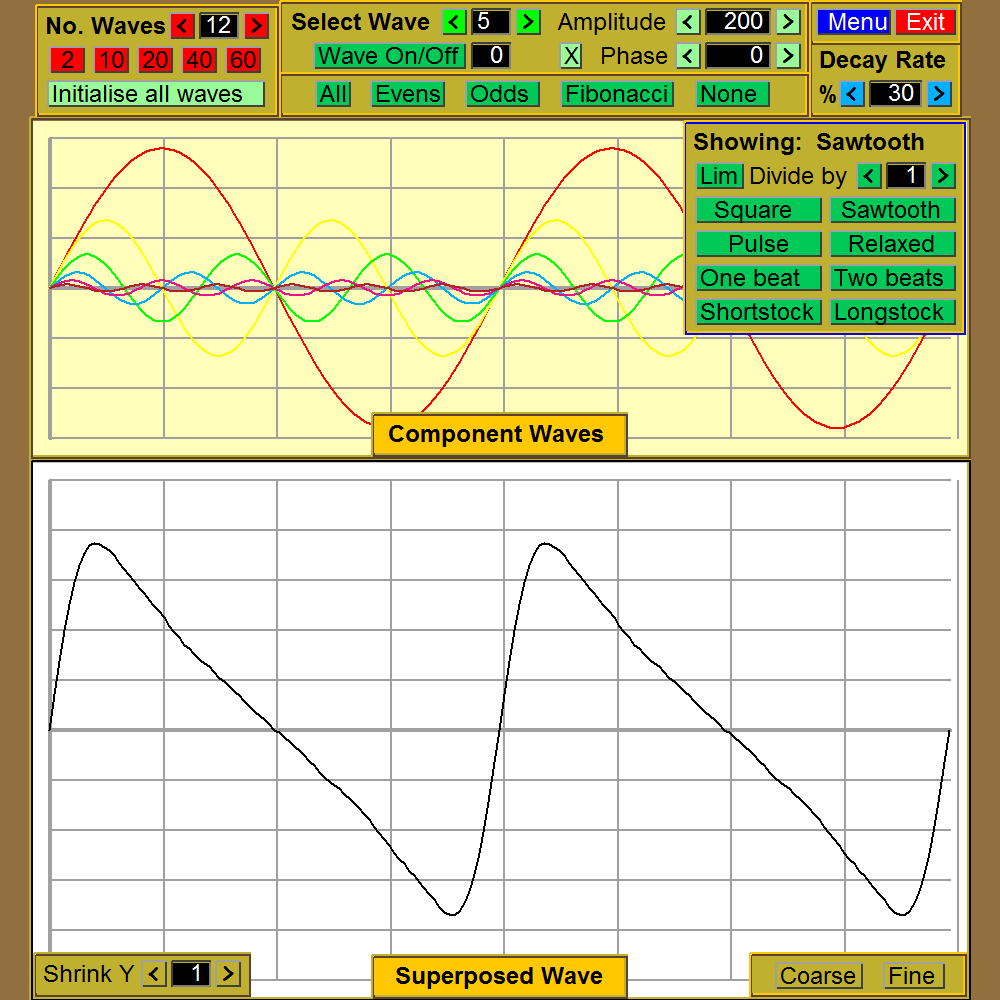 No. Waves < 12 >
2 10 20 40 60
Initialise all waves
Select Wave < 5 > Amplitude < 200 >
Wave On/Off 0 X Phase < 0 >
All Evens Odds Fibonacci None
Menu Exit
Decay Rate
% < 30 >
Showing: Sawtooth
Lim Divide by < 1 >
Square Sawtooth
Pulse Relaxed
One beat Two beats
Shortstock Longstock
Component Waves
Shrink Y < 1 >
Superposed Wave
Coarse Fine